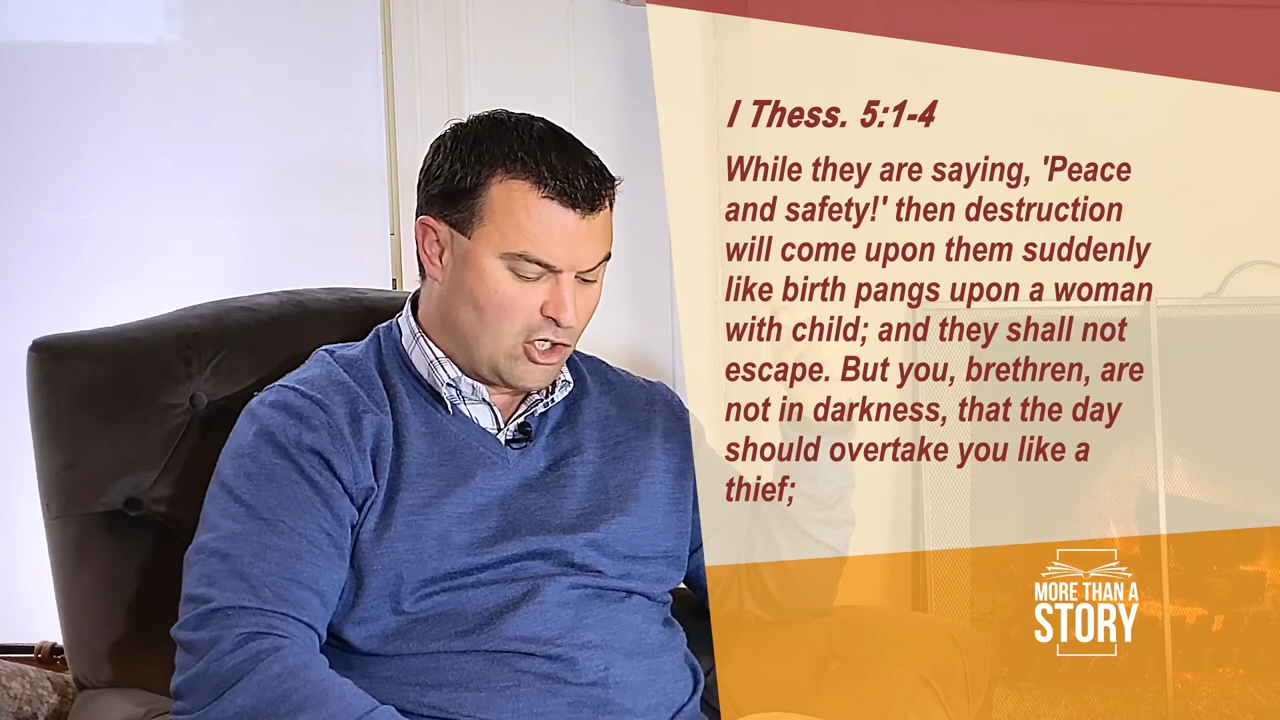 I Thess. 5:1-4
While they are saying, 'Peace
and safety!' then destruction
will come upon them suddenly
like birth pangs upon a woman
with child; and they shall not
escape. But you, brethren, are
not in darkness, that the day
should overtake you like a
thief;
MORE THAN A
STORY